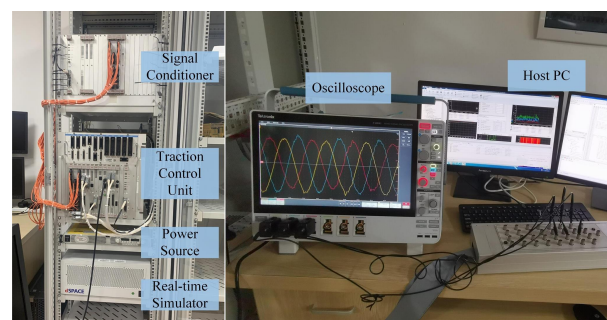 Signal
Conditioner
Traction
Control
Unit
Power
Source
Real-time
Simulator
dSPACE
Oscilloscope
Tektronix
Host PC